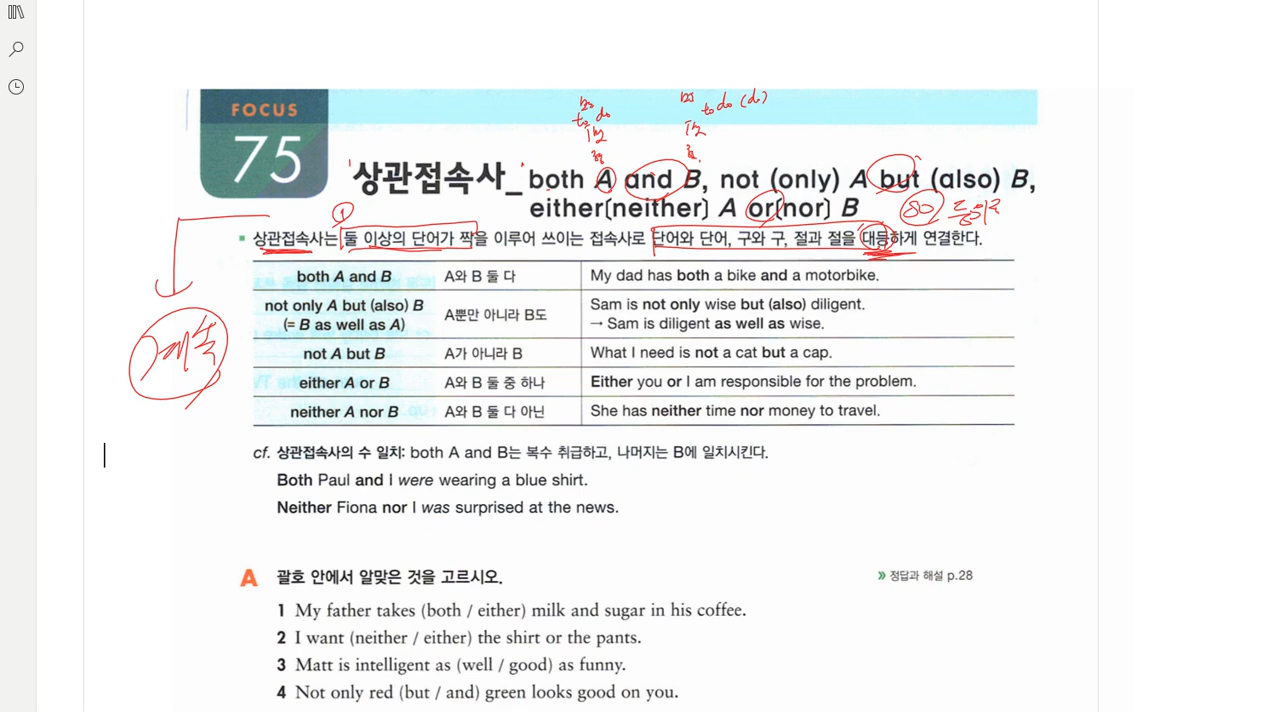 FOCUS
75
상관접속사_both A and B, not (only) A but (also) B,
either(neither) A or(nor) B
to do
to do (do)
①
상관접속사는 둘 이상의 단어가 짝을 이루어 쓰이는 접속사로 단어와 단어, 구와 구, 절과 절을 대등하게 연결한다.
both A and B A와 B 둘 다 My dad has both a bike and a motorbike.
not only A but (also) B
(= B as well as A)
A뿐만 아니라 B도
Sam is not only wise but (also) diligent.
→ Sam is diligent as well as wise.
not A but B A가 아니라 B What I need is not a cat but a cap.
either A or B A와 B 둘 중 하나 Either you or I am responsible for the problem.
neither A nor B A와 B 둘 다 아닌 She has neither time nor money to travel.
cf. 상관접속사의 수 일치: both A and B는 복수 취급하고, 나머지는 B에 일치시킨다.
Both Paul and I were wearing a blue shirt.
Neither Fiona nor I was surprised at the news.
A 괄호 안에서 알맞은 것을 고르시오.
» 정답과 해설 p.28
1 My father takes (both / either) milk and sugar in his coffee.
2 I want (neither / either) the shirt or the pants.
3 Matt is intelligent as (well / good) as funny.
4 Not only red (but / and) green looks good on you.